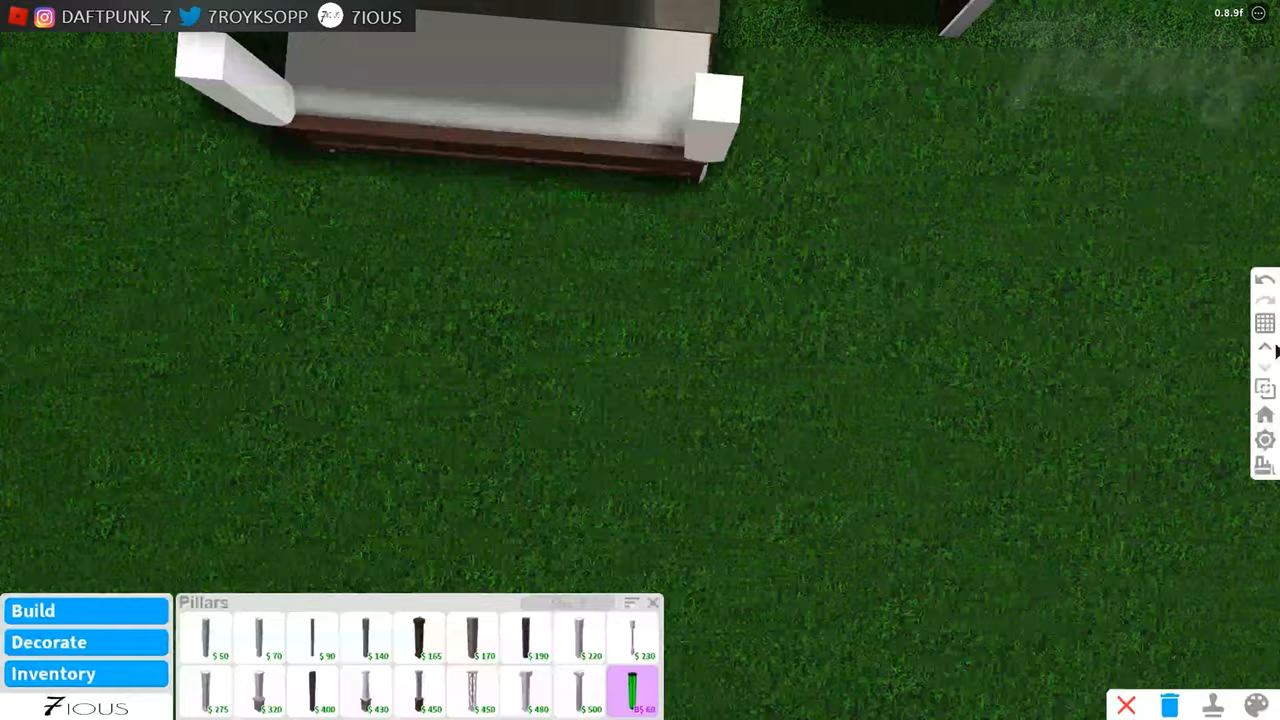 DAFTPUNK_7 7ROYKSOPP 7IOUS
0.8.9f
Build
Decorate
Inventory
7IOUS
Pillars
$50 $70 $90 $140 $165 $170 $190 $220 $230
$275 $320 $400 $430 $450 $450 $480 $500 B$60